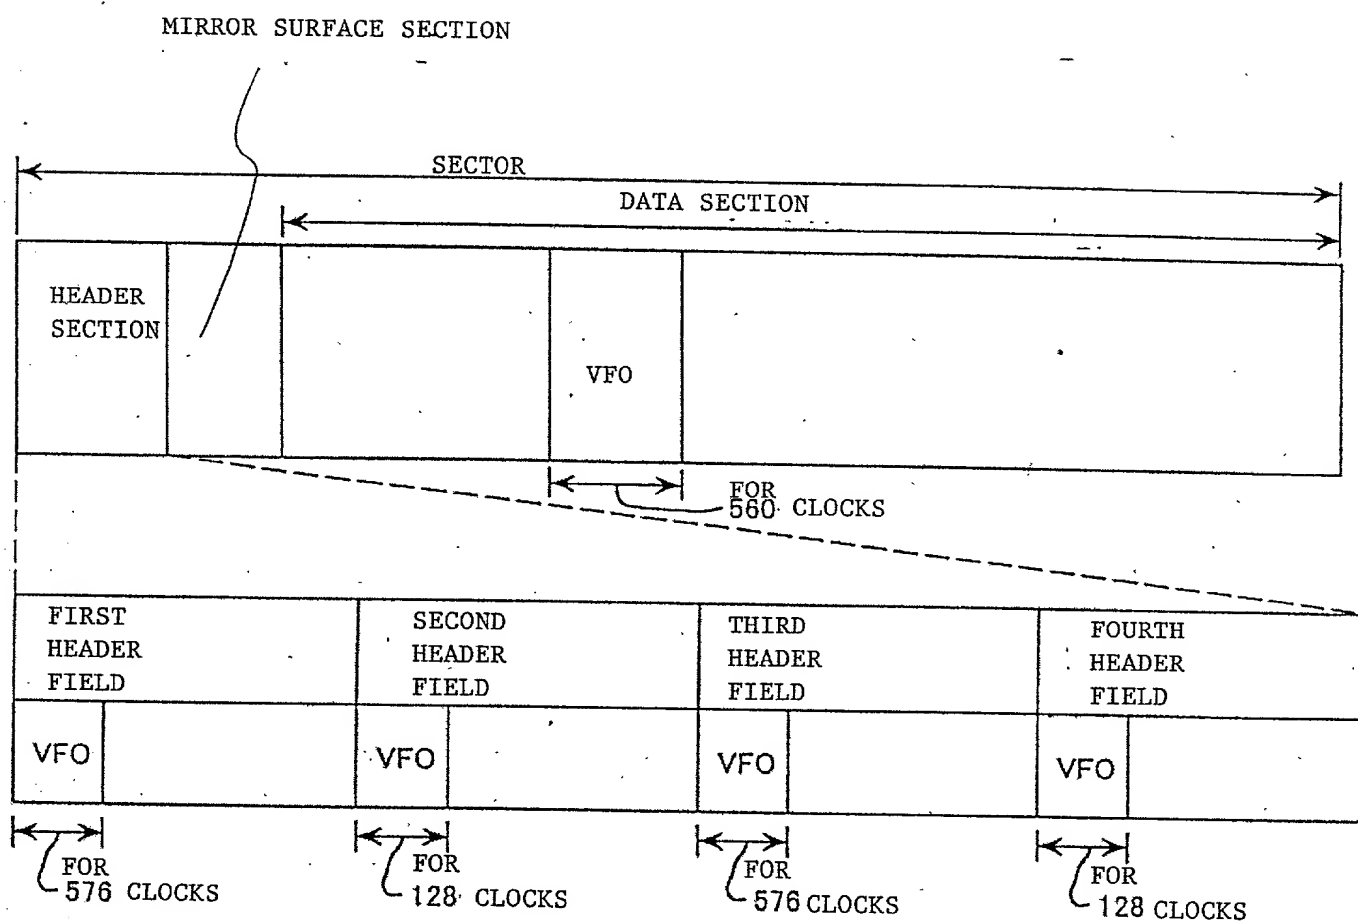 MIRROR SURFACE SECTION
SECTOR
DATA SECTION
HEADER
SECTION
VFO
FOR
560 CLOCKS
FIRST
HEADER
FIELD
SECOND
HEADER
FIELD
THIRD
HEADER
FIELD
FOURTH
HEADER
FIELD
VFO
VFO
VFO
VFO
FOR
576 CLOCKS
FOR
128 CLOCKS
FOR
576 CLOCKS
FOR
128 CLOCKS